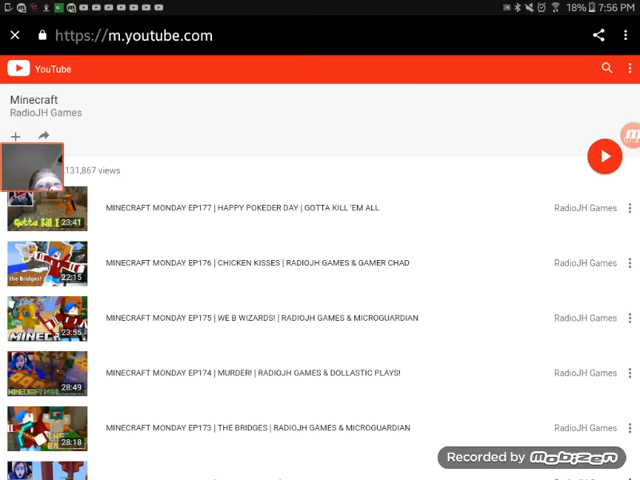 18% 7:56 PM
https://m.youtube.com
YouTube
Minecraft
RadioJH Games
131,867 views
MINECRAFT MONDAY EP177 | HAPPY POKEDER DAY | GOTTA KILL 'EM ALL
RadioJH Games
Gotta Kill
23:41
MINECRAFT MONDAY EP176 | CHICKEN KISSES | RADIOJH GAMES & GAMER CHAD
RadioJH Games
the Bridges!
22:15
MINECRAFT MONDAY EP175 | WE B WIZARDS! | RADIOJH GAMES & MICROGUARDIAN
RadioJH Games
23:55
MINECRAFT MONDAY EP174 | MURDER! | RADIOJH GAMES & DOLLASTIC PLAYS!
RadioJH Games
28:49
MINECRAFT MONDAY EP173 | THE BRIDGES | RADIOJH GAMES & MICROGUARDIAN
RadioJH Games
28:18
Recorded by MOBIZEN